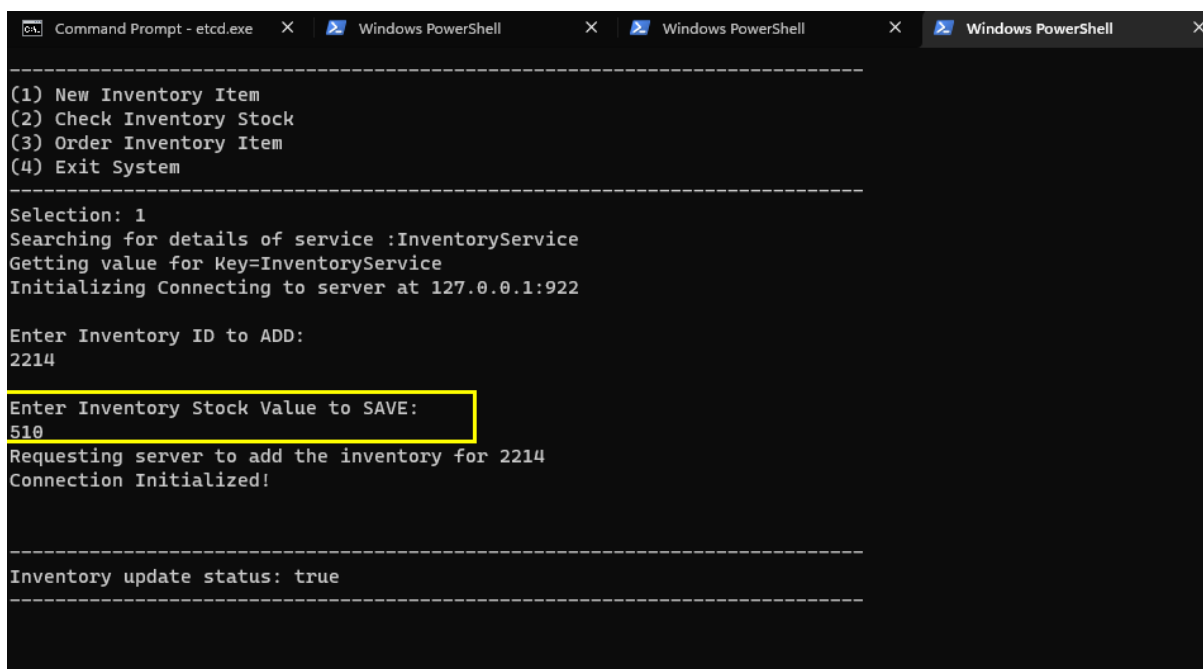 Command Prompt - etcd.exe Windows PowerShell Windows PowerShell Windows PowerShell
--------------------------------------------------------------------------
(1) New Inventory Item
(2) Check Inventory Stock
(3) Order Inventory Item
(4) Exit System
--------------------------------------------------------------------------
Selection: 1
Searching for details of service :InventoryService
Getting value for Key=InventoryService
Initializing Connecting to server at 127.0.0.1:922
Enter Inventory ID to ADD:
2214
Enter Inventory Stock Value to SAVE:
510
Requesting server to add the inventory for 2214
Connection Initialized!
--------------------------------------------------------------------------
Inventory update status: true
--------------------------------------------------------------------------